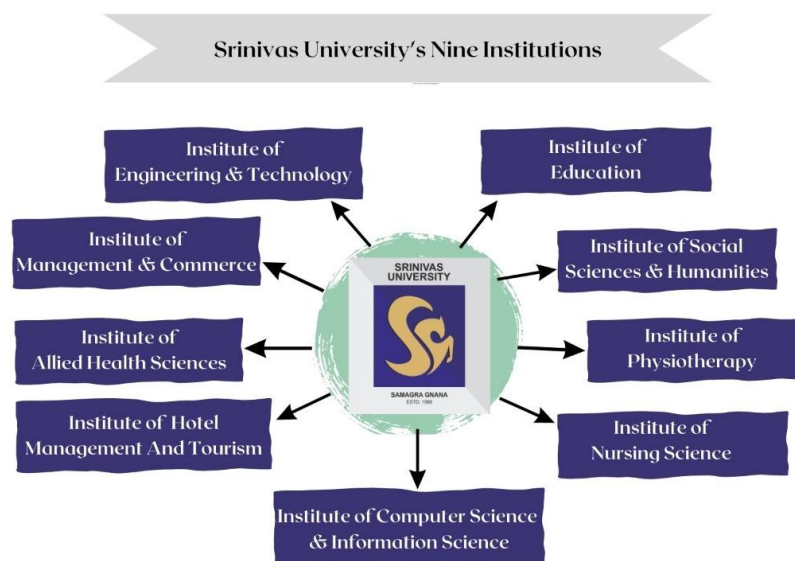 Srinivas University's Nine Institutions
Institute of
Engineering & Technology
Institute of
Education
Institute of
Management & Commerce
Institute of Social
Sciences & Humanities
SRINIVAS
UNIVERSITY
SAMAGRA GNANA
ESTD: 1988
Institute of
Allied Health Sciences
Institute of
Physiotherapy
Institute of Hotel
Management And Tourism
Institute of
Nursing Science
Institute of Computer Science
& Information Science